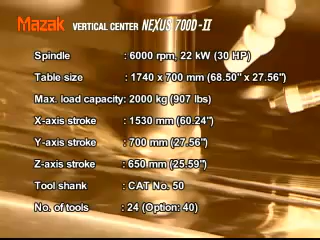 Mazak VERTICAL CENTER NEXUS 700D-II
Spindle : 6000 rpm, 22 kW (30 HP)
Table size : 1740 x 700 mm (68.50" x 27.56")
Max. load capacity: 2000 kg (907 lbs)
X-axis stroke : 1530 mm (60.24")
Y-axis stroke : 700 mm (27.56")
Z-axis stroke : 650 mm (25.59")
Tool shank : CAT No. 50
No. of tools : 24 (Option: 40)